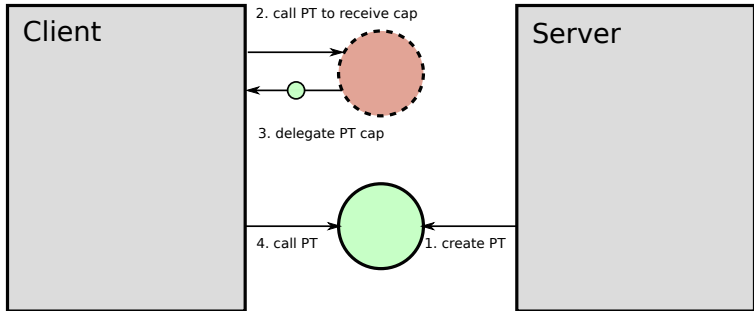 Client
2. call PT to receive cap
Server
3. delegate PT cap
4. call PT
1. create PT